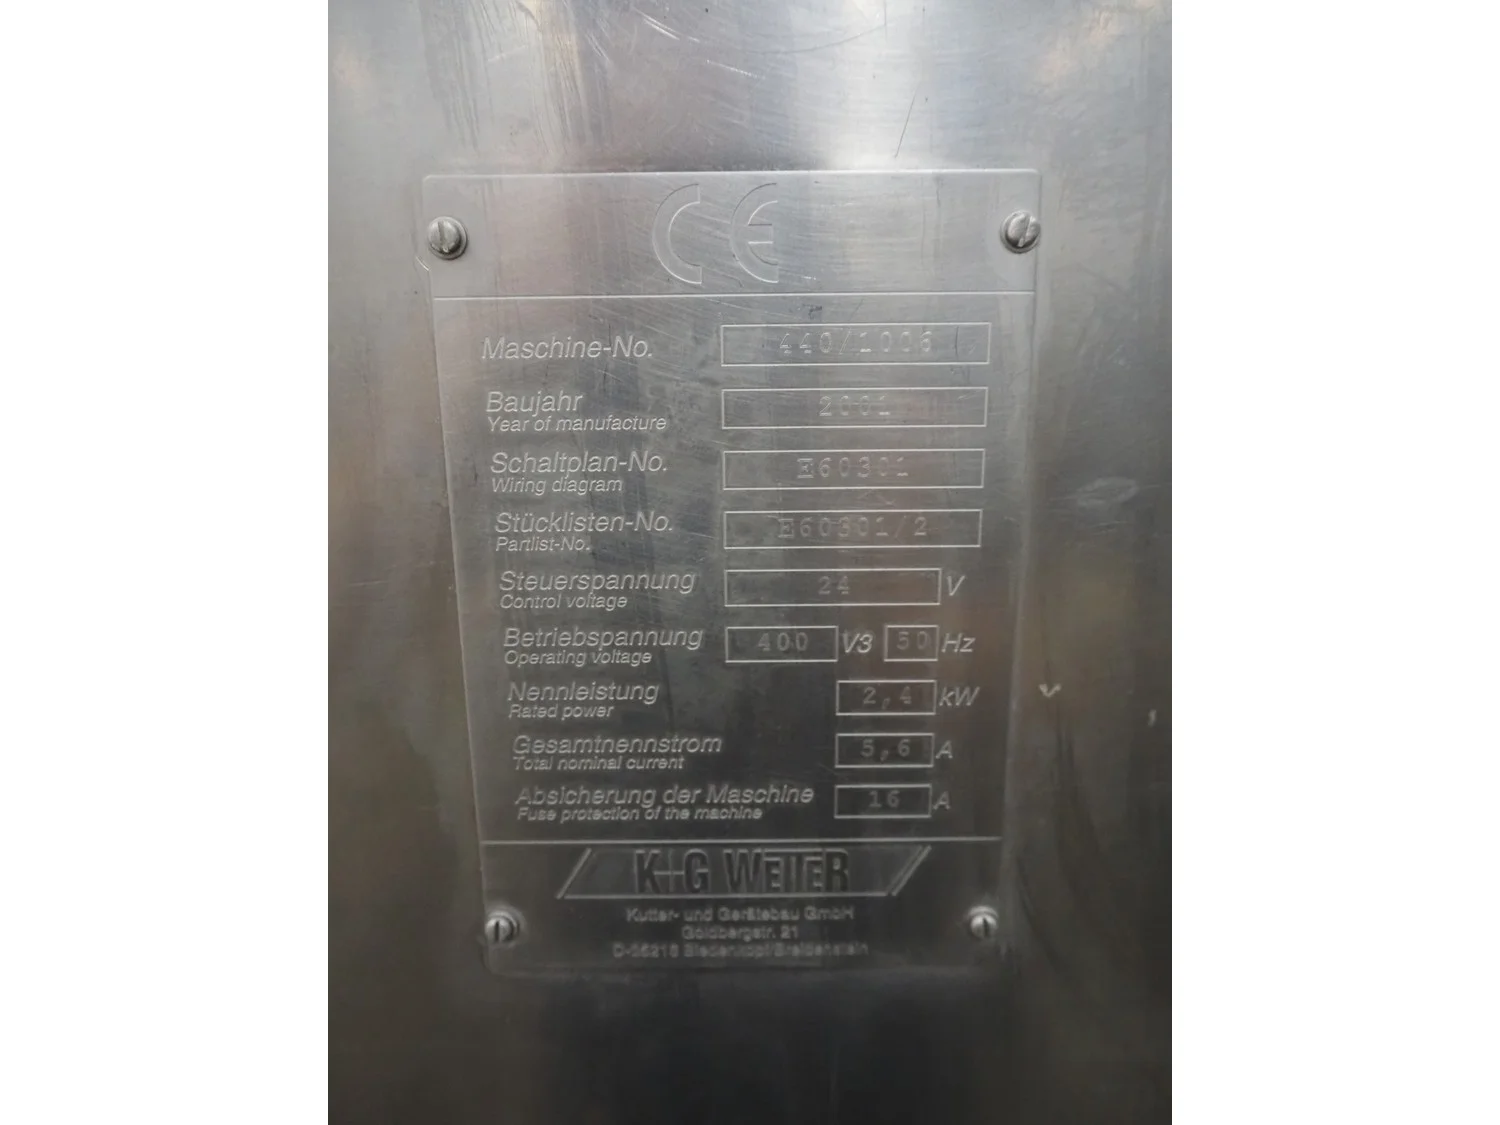 CE
Maschine-No. 440/1006
Baujahr 2001
Year of manufacture
Schaltplan-No. E60301
Wiring diagram
Stücklisten-No. E60301/2
Partlist-No.
Steuerspannung 24 V
Control voltage
Betriebspannung 400 V3 50 Hz
Operating voltage
Nennleistung 2,4 kW
Rated power
Gesamtnennstrom 5,6 A
Total nominal current
Absicherung der Maschine 16 A
Fuse protection of the machine
K+G WETTER
Kutter- und Gerätebau GmbH
Goldbergstr. 21
D-35216 Biedenkopf/Breidenstein